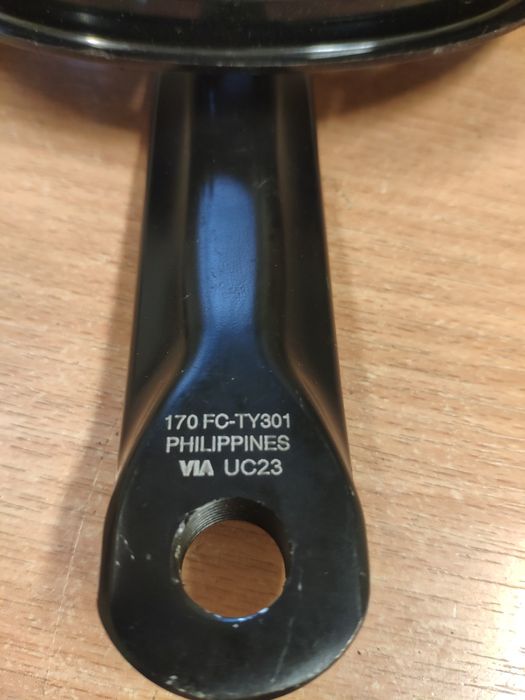 170 FC-TY301
PHILIPPINES
VIA UC23